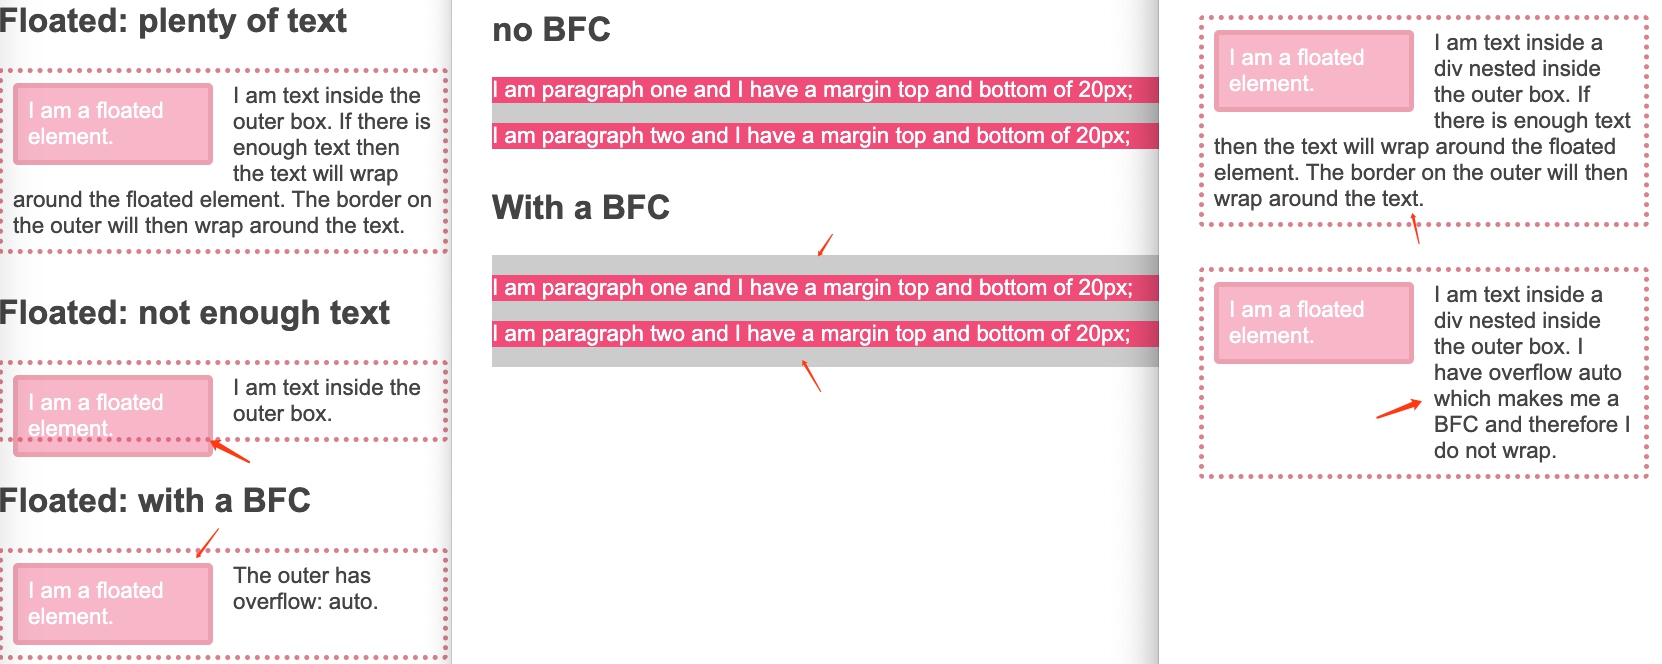 Floated: plenty of text
I am a floated
element.
I am text inside the
outer box. If there is
enough text then
the text will wrap
around the floated element. The border on
the outer will then wrap around the text.
Floated: not enough text
I am a floated
element.
I am text inside the
outer box.
Floated: with a BFC
I am a floated
element.
The outer has
overflow: auto.
no BFC
I am paragraph one and I have a margin top and bottom of 20px;
I am paragraph two and I have a margin top and bottom of 20px;
With a BFC
I am paragraph one and I have a margin top and bottom of 20px;
I am paragraph two and I have a margin top and bottom of 20px;
I am a floated
element.
I am text inside a
div nested inside
the outer box. If
there is enough text
then the text will wrap around the floated
element. The border on the outer will then
wrap around the text.
I am a floated
element.
I am text inside a
div nested inside
the outer box. I
have overflow auto
which makes me a
BFC and therefore I
do not wrap.